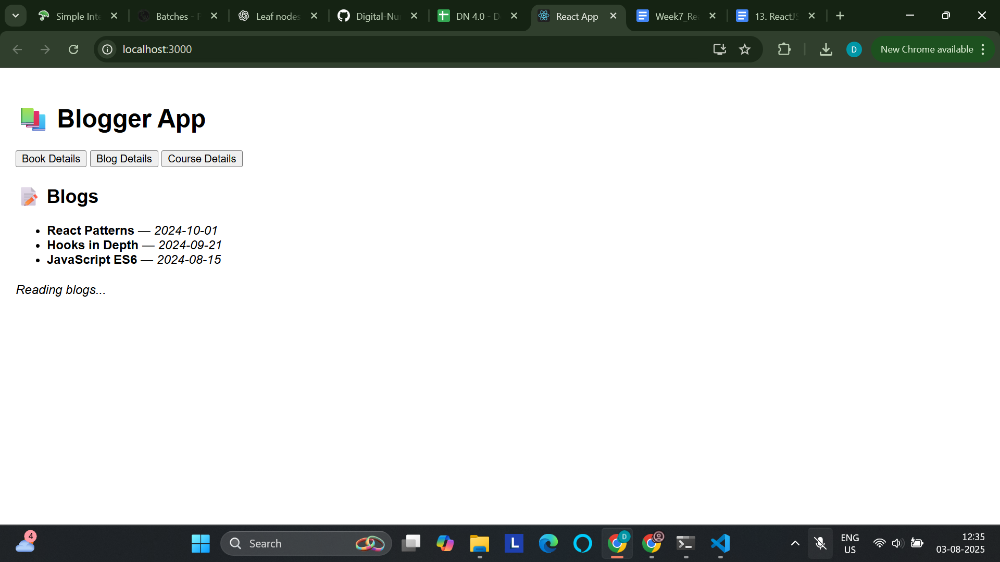 Simple Inte
Batches - P
Leaf nodes
Digital-Nu
DN 4.0 - D
React App
Week7_Re
13. ReactJS
localhost:3000
D
New Chrome available
Blogger App
Book Details
Blog Details
Course Details
Blogs
• React Patterns — 2024-10-01
• Hooks in Depth — 2024-09-21
• JavaScript ES6 — 2024-08-15
Reading blogs...
4
Search
L
D
ENG
US
12:35
03-08-2025